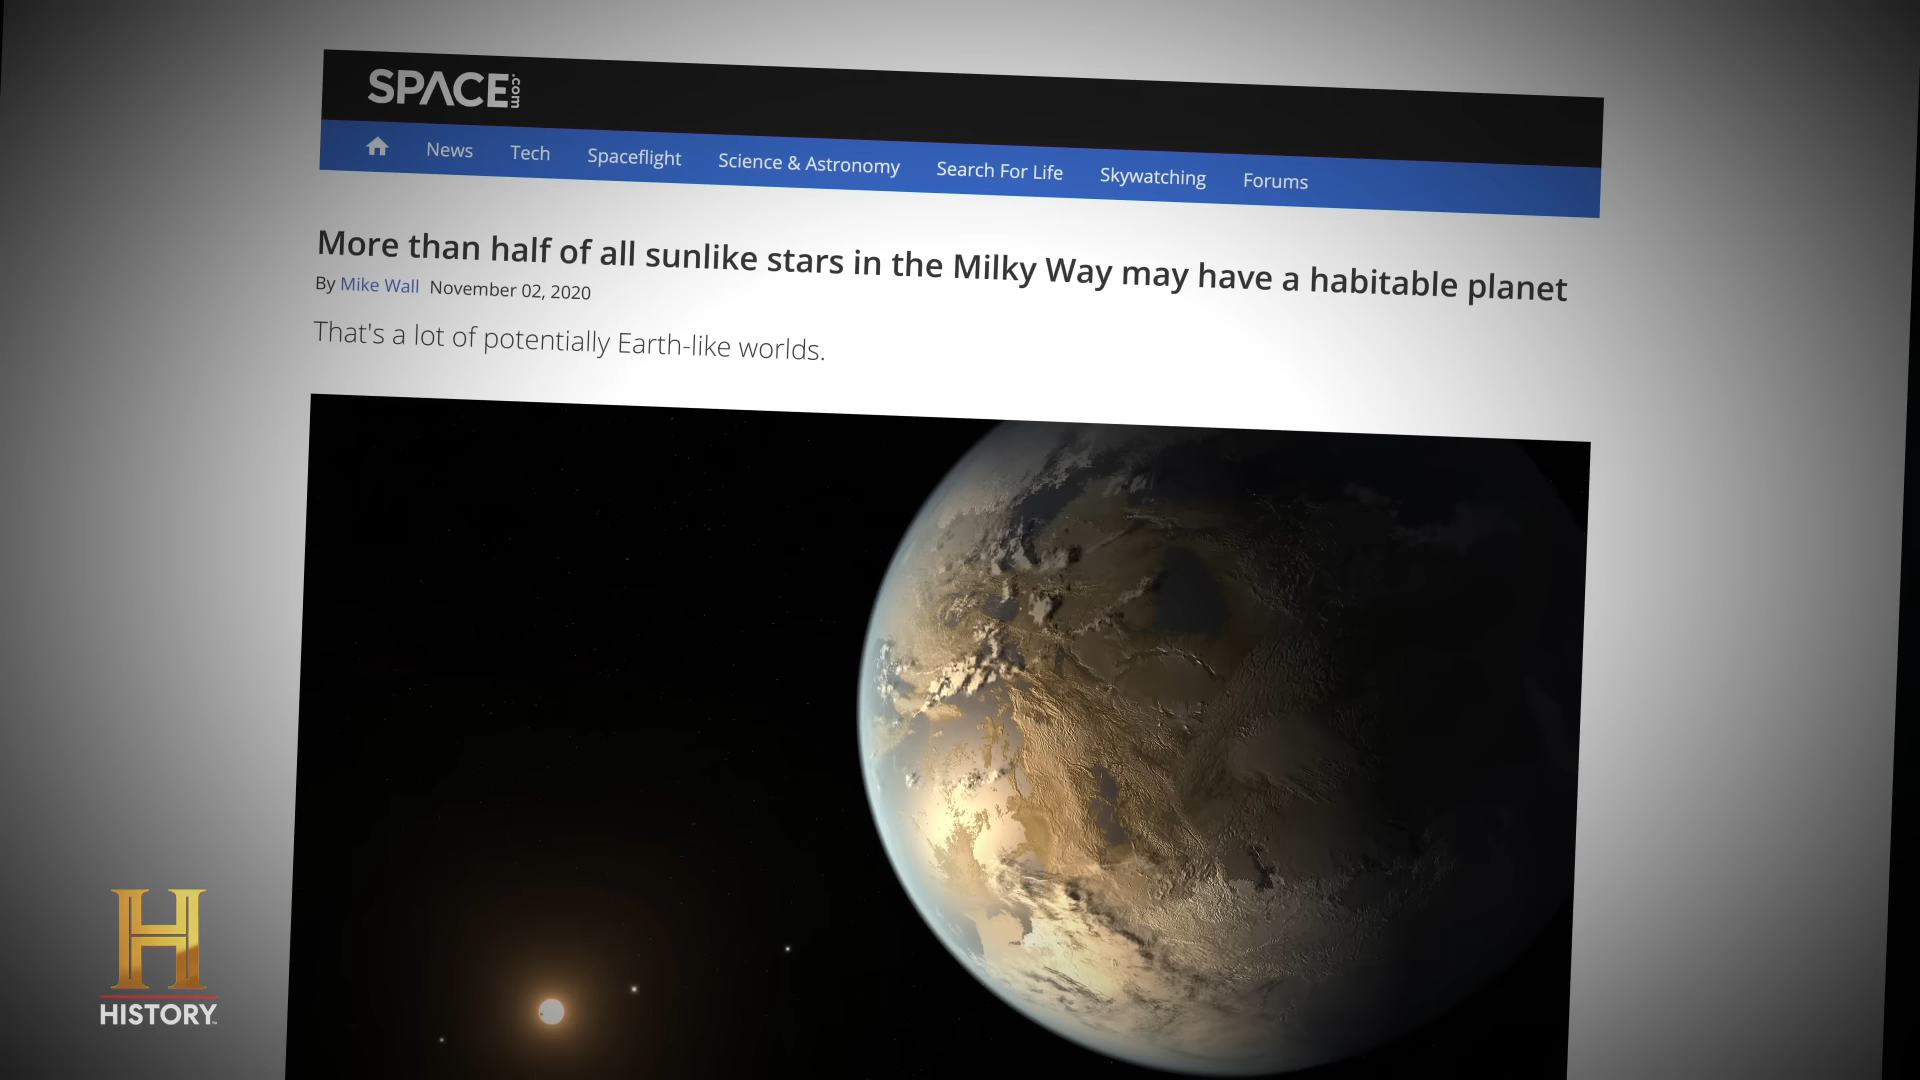 SPACE.com
News Tech Spaceflight Science & Astronomy Search For Life Skywatching Forums
More than half of all sunlike stars in the Milky Way may have a habitable planet
By Mike Wall November 02, 2020
That's a lot of potentially Earth-like worlds.
H
HISTORY